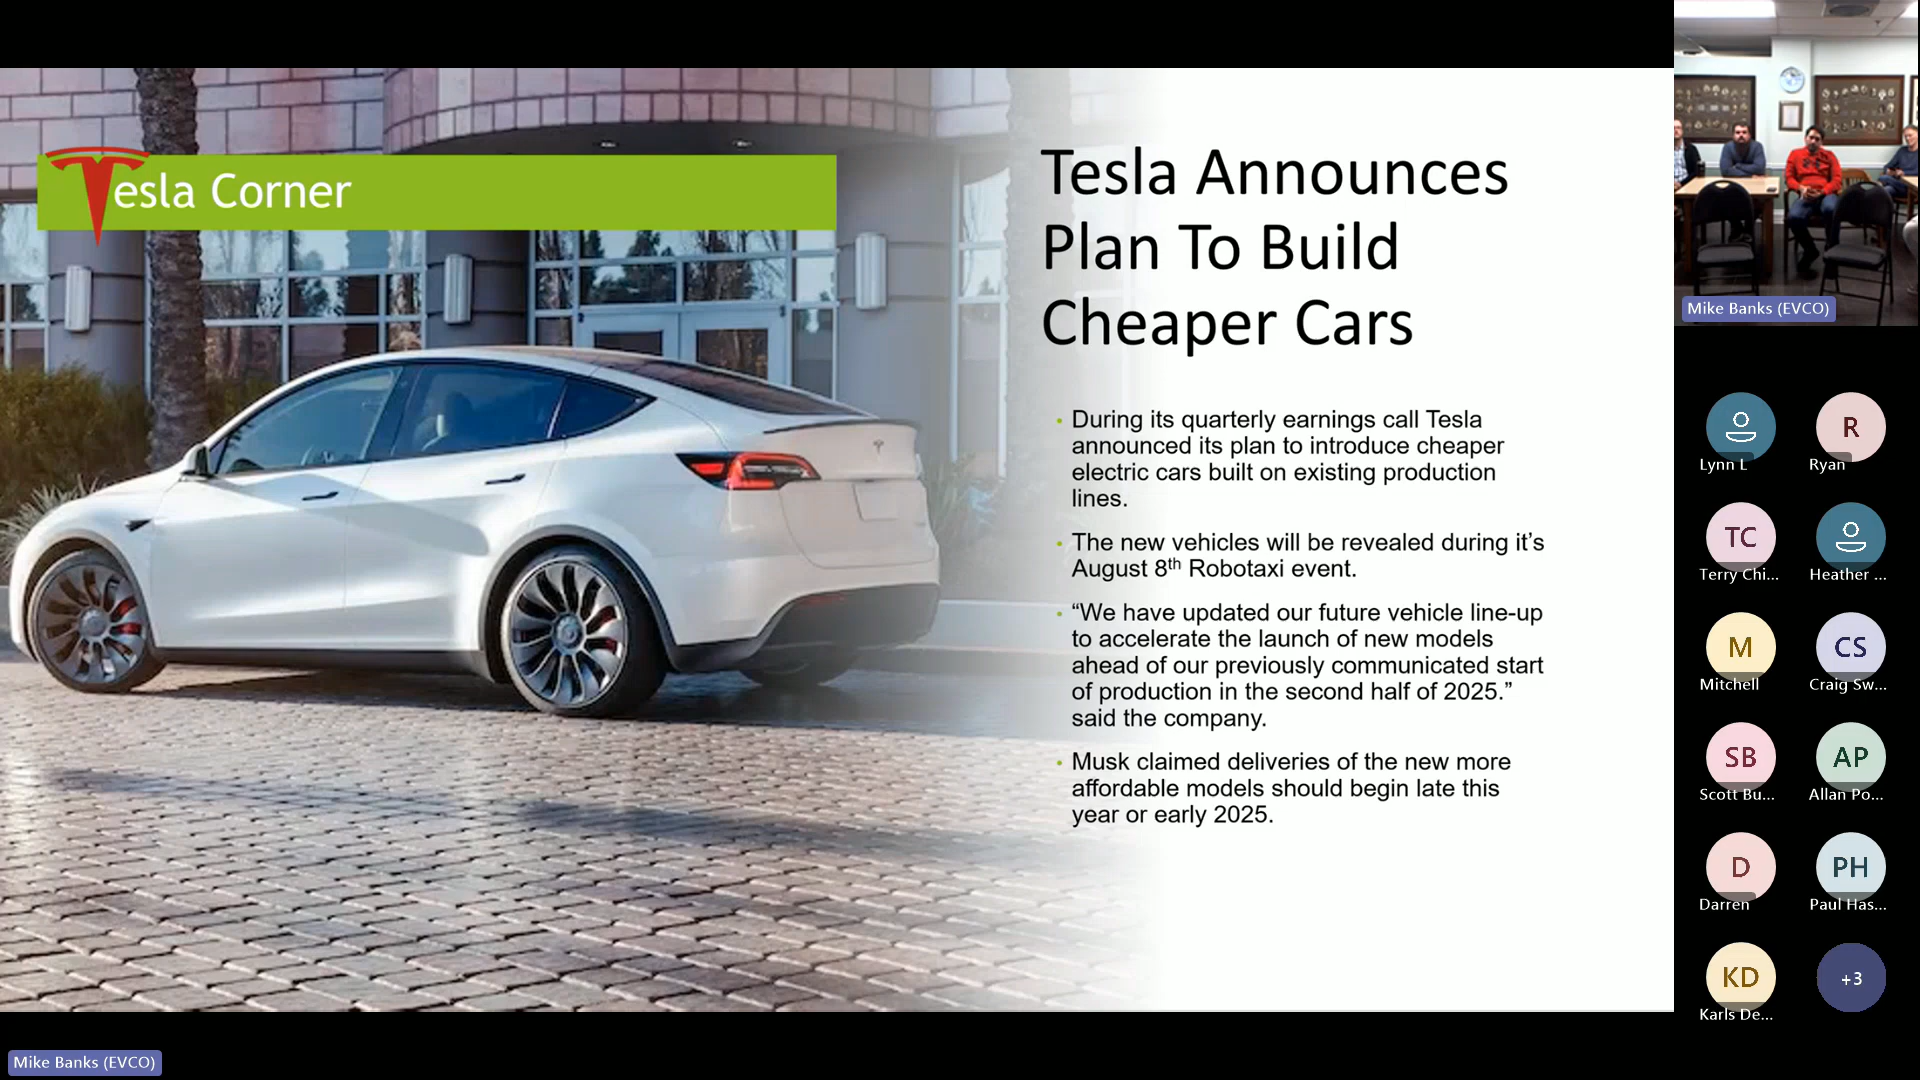 Tesla Corner
Tesla Announces
Plan To Build
Cheaper Cars
• During its quarterly earnings call Tesla
announced its plan to introduce cheaper
electric cars built on existing production
lines.
• The new vehicles will be revealed during it’s
August 8th Robotaxi event.
• “We have updated our future vehicle line-up
to accelerate the launch of new models
ahead of our previously communicated start
of production in the second half of 2025.”
said the company.
• Musk claimed deliveries of the new more
affordable models should begin late this
year or early 2025.
Mike Banks (EVCO)
Lynn L
R
Ryan
TC
Terry Chi...
Heather ...
M
Mitchell
CS
Craig Sw...
SB
Scott Bu...
AP
Allan Po...
D
Darren
PH
Paul Has...
KD
Karls De...
+3
Mike Banks (EVCO)